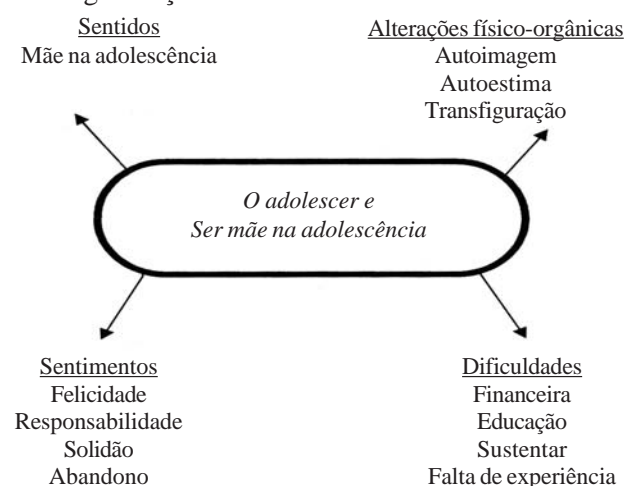 Sentidos
Mãe na adolescência
Alterações físico-orgânicas
Autoimagem
Autoestima
Transfiguração
O adolescer e
Ser mãe na adolescência
Sentimentos
Felicidade
Responsabilidade
Solidão
Abandono
Dificuldades
Financeira
Educação
Sustentar
Falta de experiência